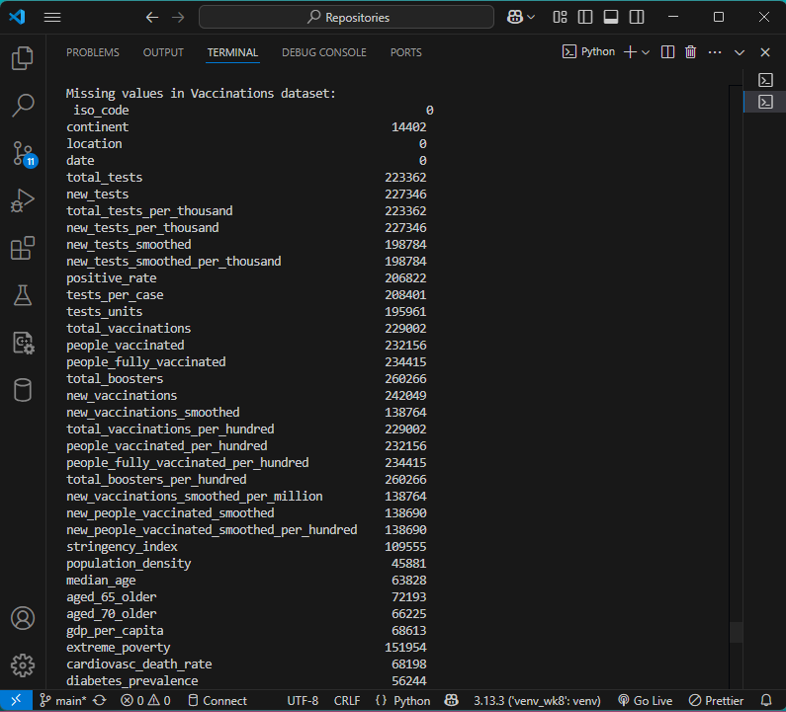 Repositories
PROBLEMS OUTPUT TERMINAL DEBUG CONSOLE PORTS Python
Missing values in Vaccinations dataset:
iso_code 0
continent 14402
location 0
date 0
total_tests 223362
new_tests 227346
total_tests_per_thousand 223362
new_tests_per_thousand 227346
new_tests_smoothed 198784
new_tests_smoothed_per_thousand 198784
positive_rate 206822
tests_per_case 208401
tests_units 195961
total_vaccinations 229002
people_vaccinated 232156
people_fully_vaccinated 234415
total_boosters 260266
new_vaccinations 242049
new_vaccinations_smoothed 138764
total_vaccinations_per_hundred 229002
people_vaccinated_per_hundred 232156
people_fully_vaccinated_per_hundred 234415
total_boosters_per_hundred 260266
new_vaccinations_smoothed_per_million 138764
new_people_vaccinated_smoothed 138690
new_people_vaccinated_smoothed_per_hundred 138690
stringency_index 109555
population_density 45881
median_age 63828
aged_65_older 72193
aged_70_older 66225
gdp_per_capita 68613
extreme_poverty 151954
cardiovasc_death_rate 68198
diabetes_prevalence 56244
11
main* 0 0 Connect UTF-8 CRLF {} Python 3.13.3 ('venv_wk8': venv) Go Live Prettier